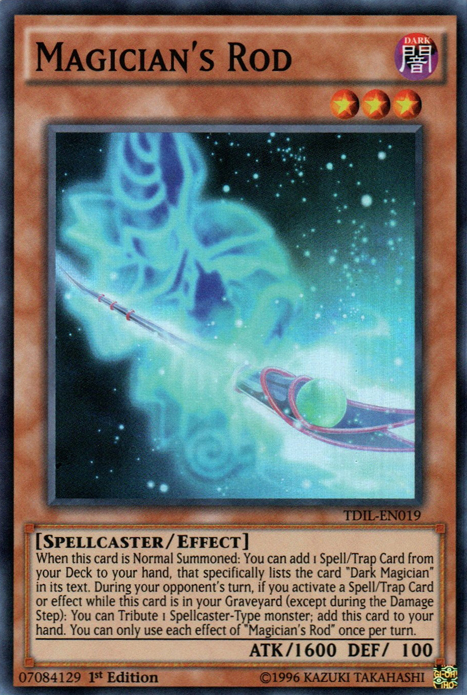 MAGICIAN'S ROD
DARK
闇
TDIL-EN019
[SPELLCASTER/EFFECT]
When this card is Normal Summoned: You can add 1 Spell/Trap Card from
your Deck to your hand, that specifically lists the card "Dark Magician"
in its text. During your opponent's turn, if you activate a Spell/Trap Card
or effect while this card is in your Graveyard (except during the Damage
Step): You can Tribute 1 Spellcaster-Type monster; add this card to your
hand. You can only use each effect of "Magician's Rod" once per turn.
ATK/1600 DEF/ 100
07084129 1st Edition ©1996 KAZUKI TAKAHASHI